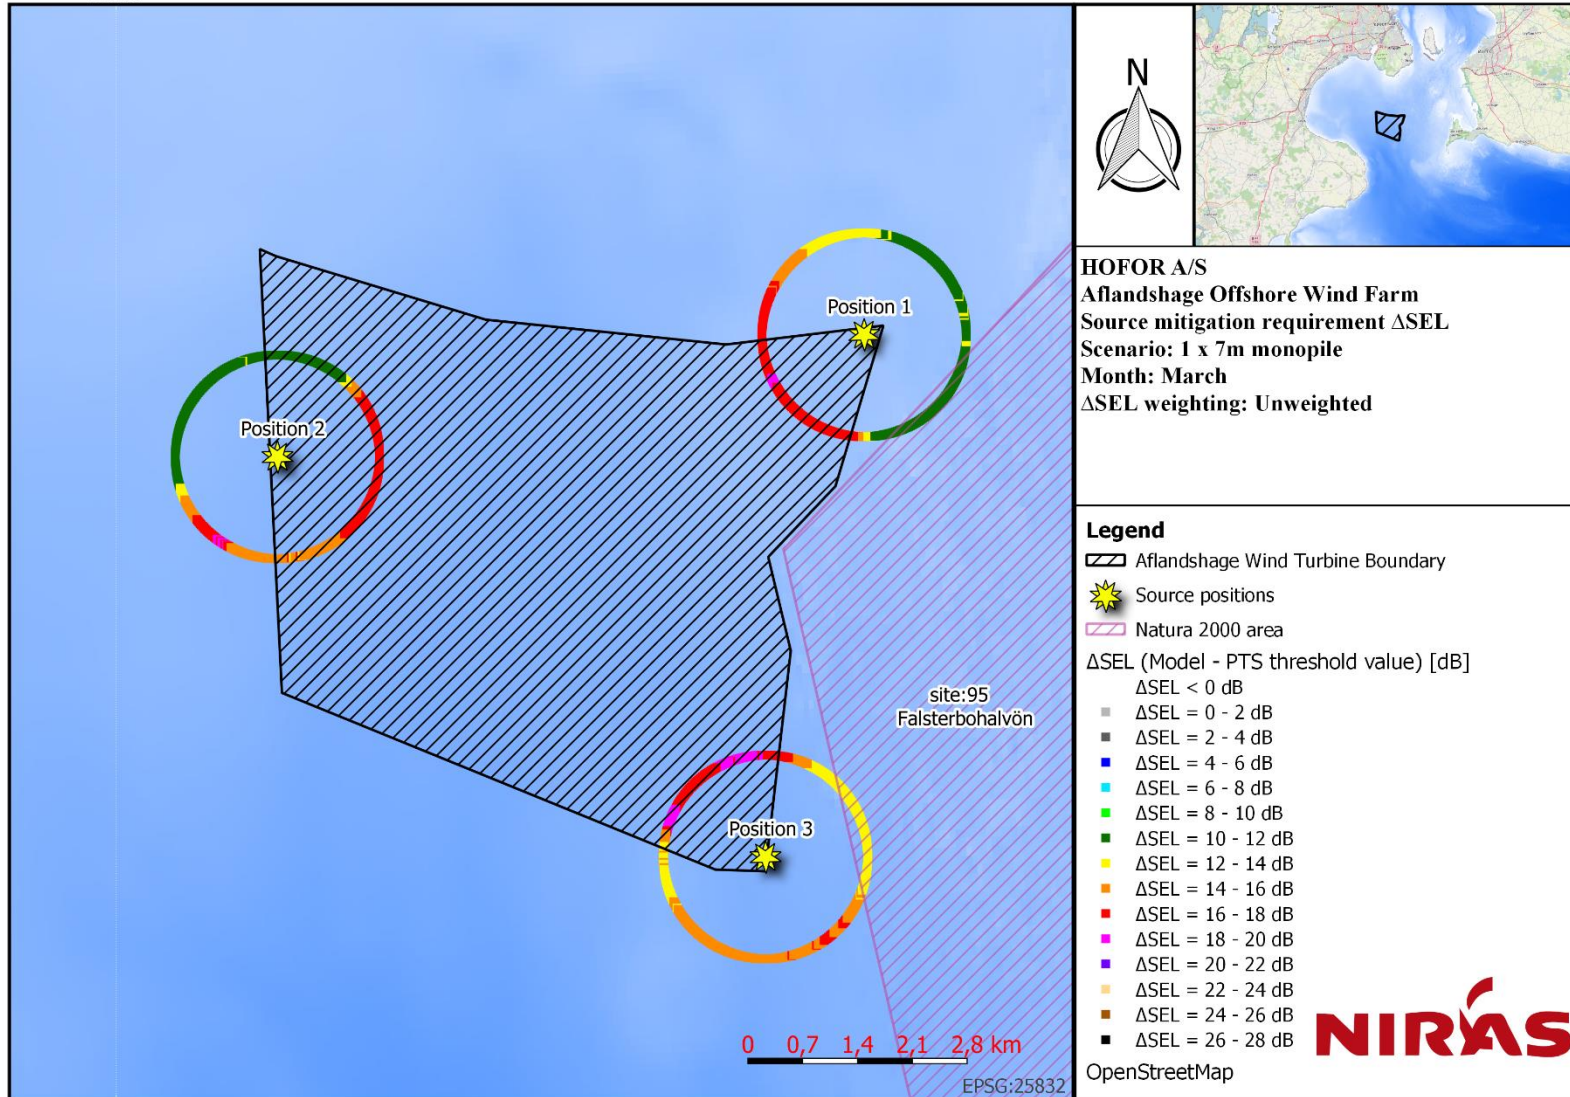 N
HOFOR A/S
Aflandshage Offshore Wind Farm
Source mitigation requirement ΔSEL
Scenario: 1 x 7m monopile
Month: March
ΔSEL weighting: Unweighted
Position 1
Position 2
Position 3
site:95
Falsterbohalvön
0 0,7 1,4 2,1 2,8 km
EPSG:25832
Legend
Aflandshage Wind Turbine Boundary
Source positions
Natura 2000 area
ΔSEL (Model - PTS threshold value) [dB]
ΔSEL < 0 dB
ΔSEL = 0 - 2 dB
ΔSEL = 2 - 4 dB
ΔSEL = 4 - 6 dB
ΔSEL = 6 - 8 dB
ΔSEL = 8 - 10 dB
ΔSEL = 10 - 12 dB
ΔSEL = 12 - 14 dB
ΔSEL = 14 - 16 dB
ΔSEL = 16 - 18 dB
ΔSEL = 18 - 20 dB
ΔSEL = 20 - 22 dB
ΔSEL = 22 - 24 dB
ΔSEL = 24 - 26 dB
ΔSEL = 26 - 28 dB
OpenStreetMap
NIRAS